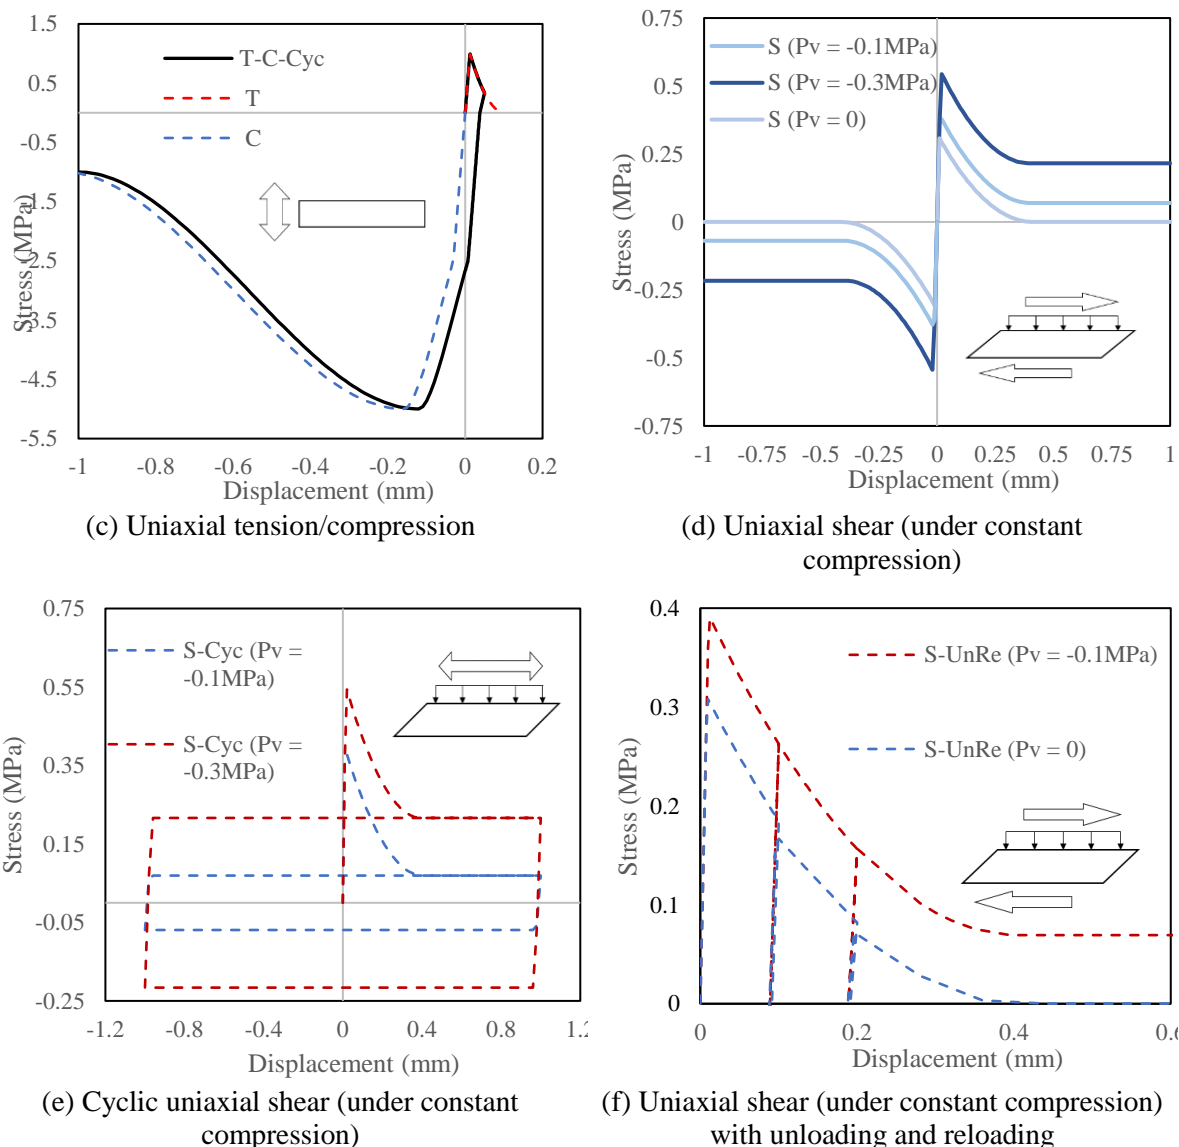 1.5
0.5
-0.5
-1.5
-2.5
-3.5
-4.5
-5.5
Stress (MPa)
T-C-Cyc
T
C
-1 -0.8 -0.6 -0.4 -0.2 0 0.2
Displacement (mm)
(c) Uniaxial tension/compression
0.75
0.5
0.25
0
-0.25
-0.5
-0.75
Stress (MPa)
S (Pv = -0.1MPa)
S (Pv = -0.3MPa)
S (Pv = 0)
-1 -0.75 -0.5 -0.25 0 0.25 0.5 0.75 1
Displacement (mm)
(d) Uniaxial shear (under constant
compression)
0.75
0.55
0.35
0.15
-0.05
-0.25
Stress (MPa)
S-Cyc (Pv =
-0.1MPa)
S-Cyc (Pv =
-0.3MPa)
-1.2 -0.8 -0.4 0 0.4 0.8 1.2
Displacement (mm)
(e) Cyclic uniaxial shear (under constant
compression)
0.4
0.3
0.2
0.1
0
Stress (MPa)
S-UnRe (Pv = -0.1MPa)
S-UnRe (Pv = 0)
0 0.2 0.4 0.6
Displacement (mm)
(f) Uniaxial shear (under constant compression)
with unloading and reloading